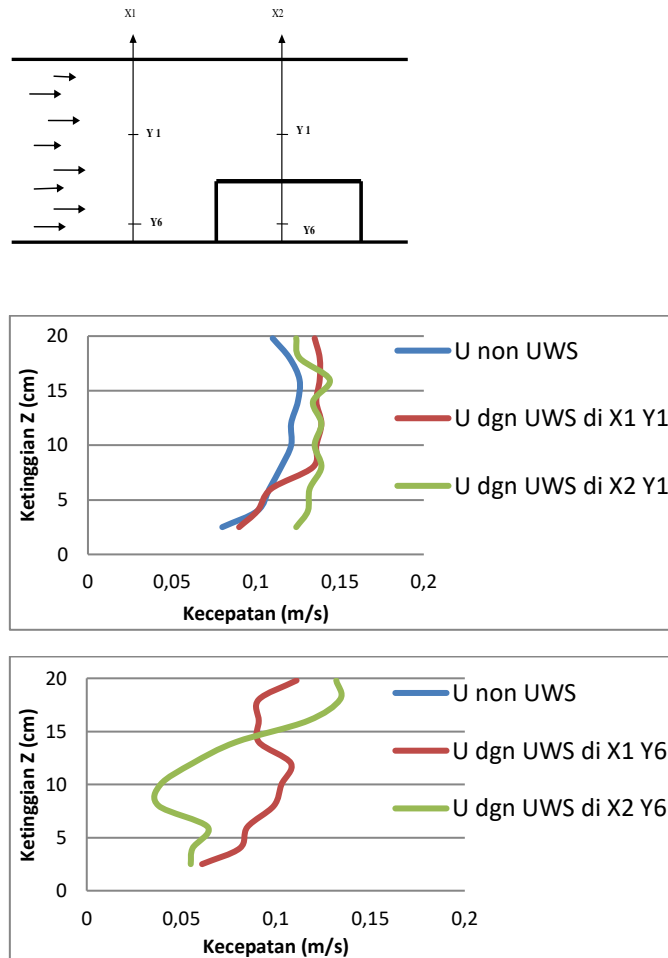 X1
X2
Y 1
Y 1
Y6
Y6
20
15
10
5
0
Ketinggian Z (cm)
0
0,05
0,1
0,15
0,2
Kecepatan (m/s)
U non UWS
U dgn UWS di X1 Y1
U dgn UWS di X2 Y1
20
15
10
5
0
Ketinggian Z (cm)
0
0,05
0,1
0,15
0,2
Kecepatan (m/s)
U non UWS
U dgn UWS di X1 Y6
U dgn UWS di X2 Y6